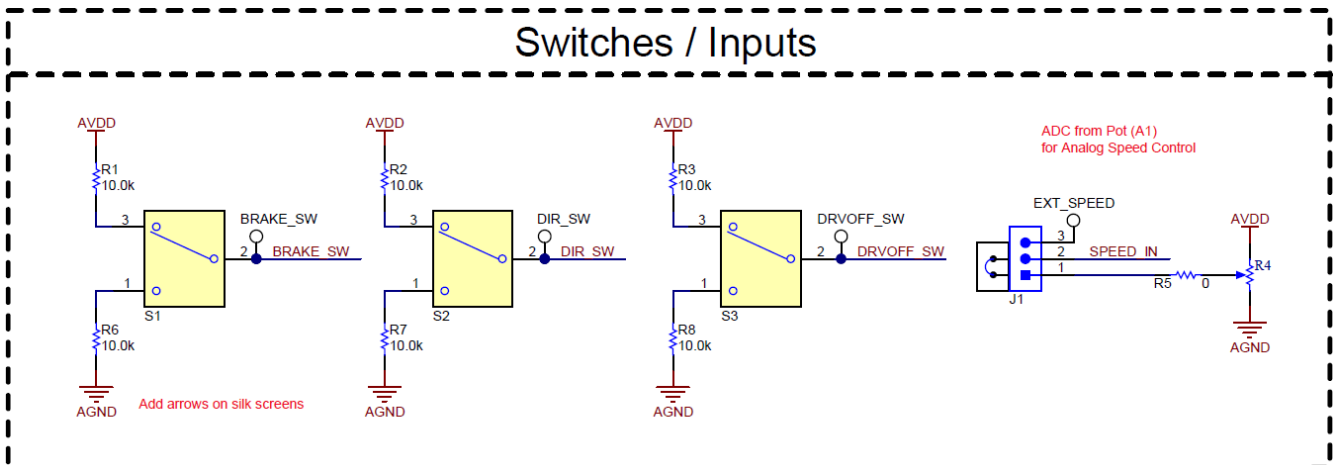 Switches / Inputs
AVDD
R1
10.0k
3
BRAKE_SW
2
BRAKE_SW
1
S1
R6
10.0k
AGND
Add arrows on silk screens
AVDD
R2
10.0k
3
DIR_SW
2
DIR_SW
1
S2
R7
10.0k
AGND
AVDD
R3
10.0k
3
DRVOFF_SW
2
DRVOFF_SW
1
S3
R8
10.0k
AGND
ADC from Pot (A1)
for Analog Speed Control
EXT_SPEED
3
2
SPEED_IN
1
J1
R5
0
AVDD
R4
AGND